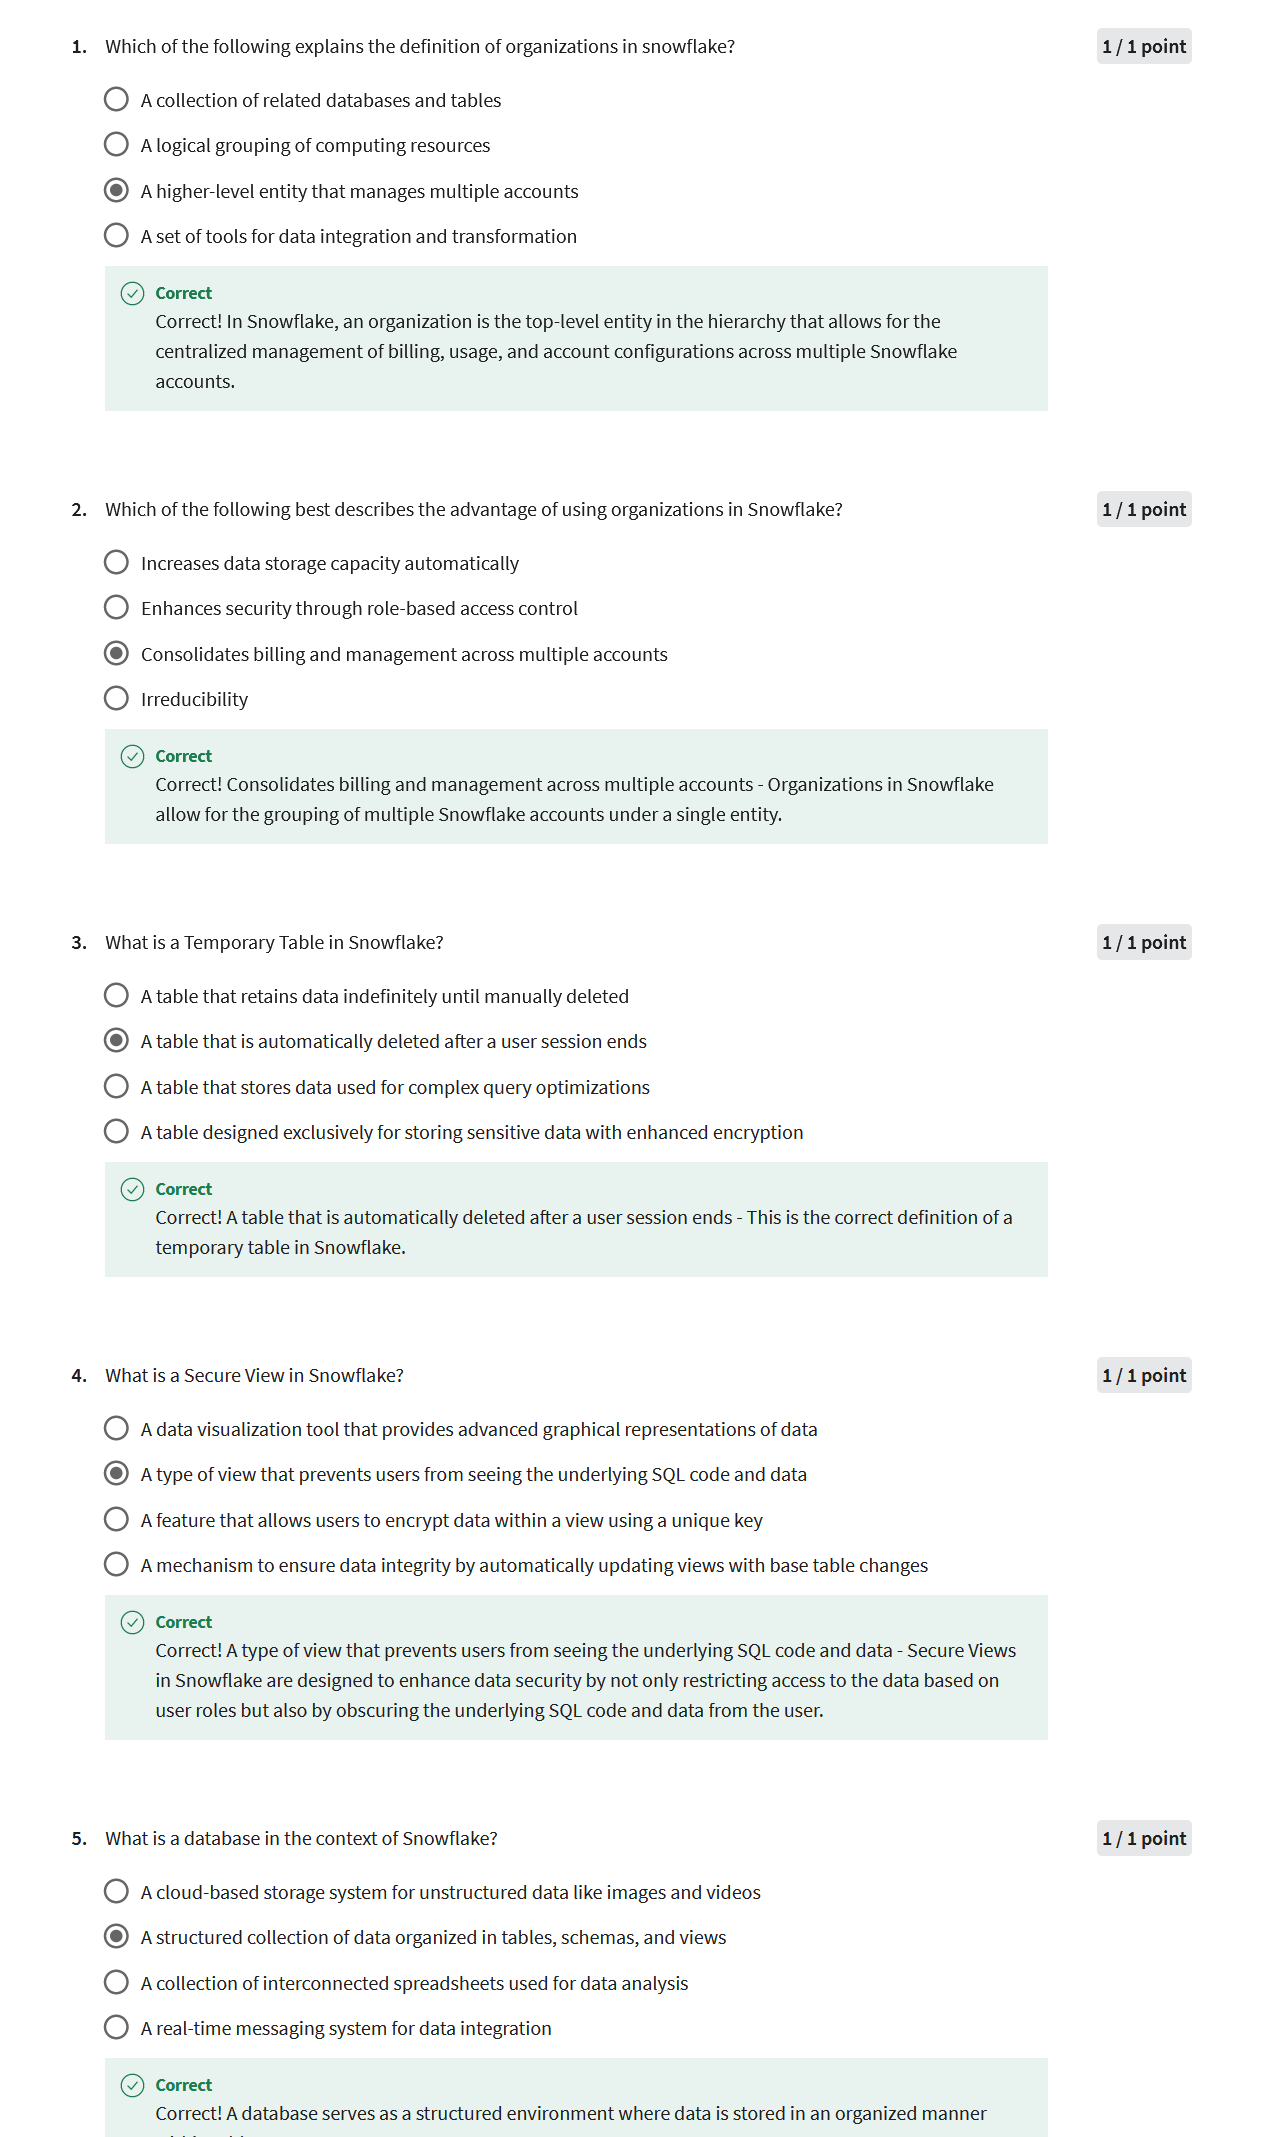 1. Which of the following explains the definition of organizations in snowflake? 1 / 1 point
A collection of related databases and tables
A logical grouping of computing resources
A higher-level entity that manages multiple accounts
A set of tools for data integration and transformation
Correct
Correct! In Snowflake, an organization is the top-level entity in the hierarchy that allows for the
centralized management of billing, usage, and account configurations across multiple Snowflake
accounts.
2. Which of the following best describes the advantage of using organizations in Snowflake? 1 / 1 point
Increases data storage capacity automatically
Enhances security through role-based access control
Consolidates billing and management across multiple accounts
Irreducibility
Correct
Correct! Consolidates billing and management across multiple accounts - Organizations in Snowflake
allow for the grouping of multiple Snowflake accounts under a single entity.
3. What is a Temporary Table in Snowflake? 1 / 1 point
A table that retains data indefinitely until manually deleted
A table that is automatically deleted after a user session ends
A table that stores data used for complex query optimizations
A table designed exclusively for storing sensitive data with enhanced encryption
Correct
Correct! A table that is automatically deleted after a user session ends - This is the correct definition of a
temporary table in Snowflake.
4. What is a Secure View in Snowflake? 1 / 1 point
A data visualization tool that provides advanced graphical representations of data
A type of view that prevents users from seeing the underlying SQL code and data
A feature that allows users to encrypt data within a view using a unique key
A mechanism to ensure data integrity by automatically updating views with base table changes
Correct
Correct! A type of view that prevents users from seeing the underlying SQL code and data - Secure Views
in Snowflake are designed to enhance data security by not only restricting access to the data based on
user roles but also by obscuring the underlying SQL code and data from the user.
5. What is a database in the context of Snowflake? 1 / 1 point
A cloud-based storage system for unstructured data like images and videos
A structured collection of data organized in tables, schemas, and views
A collection of interconnected spreadsheets used for data analysis
A real-time messaging system for data integration
Correct
Correct! A database serves as a structured environment where data is stored in an organized manner